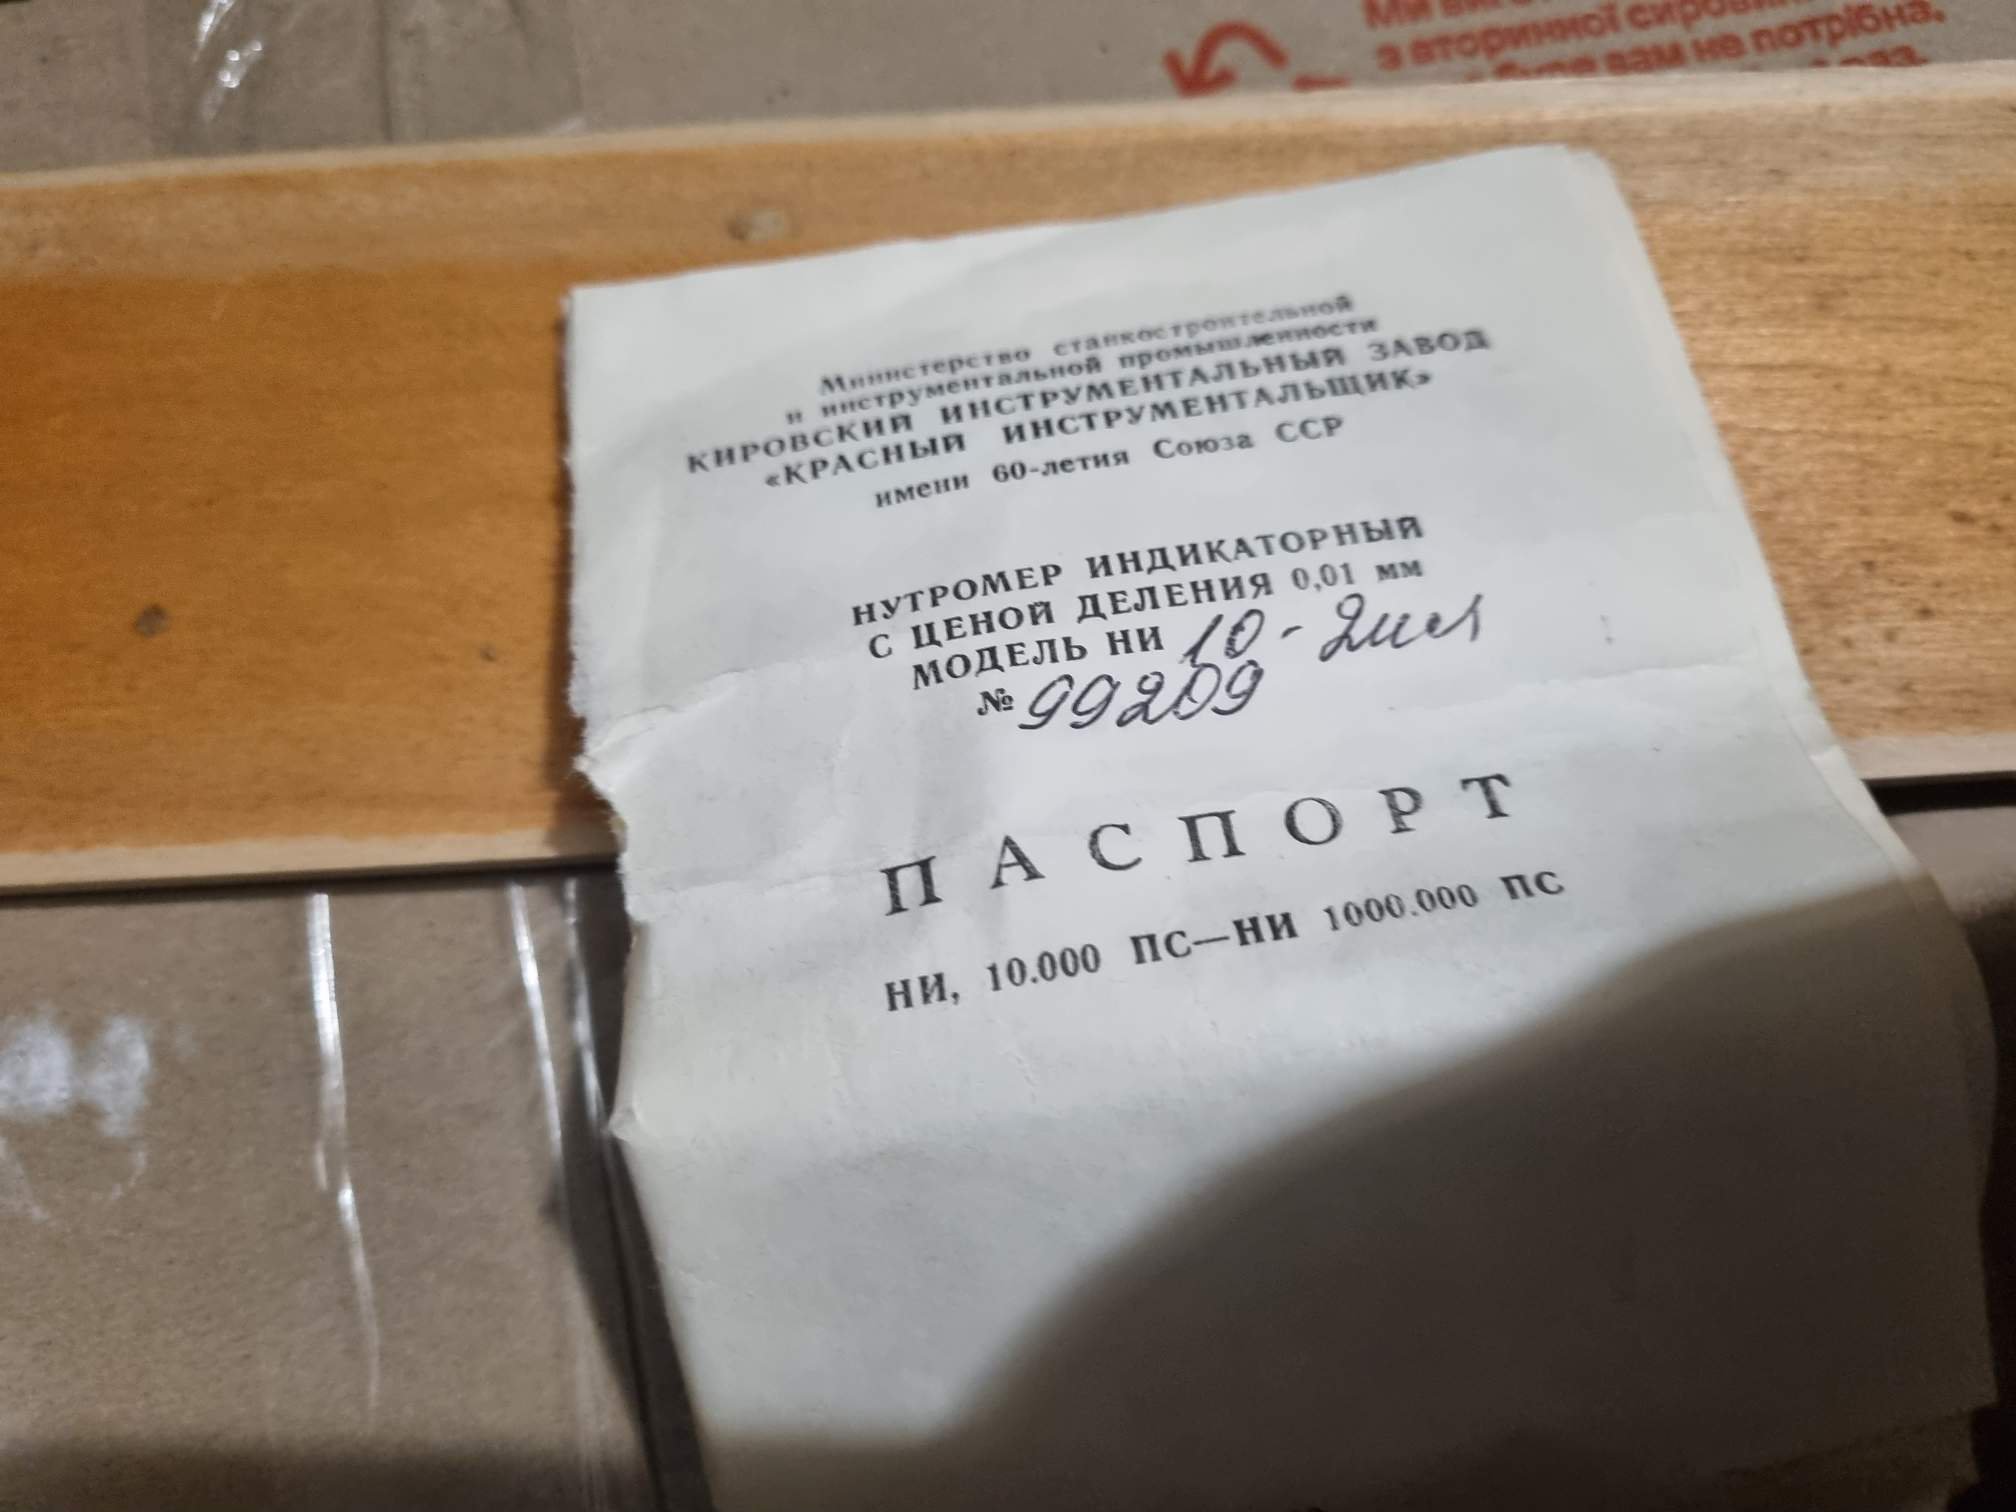 з вторинної сировин
буде вам не потрібна,
Министерство станкостроительной
и инструментальной промышленности
КИРОВСКИЙ ИНСТРУМЕНТАЛЬНЫЙ ЗАВОД
«КРАСНЫЙ ИНСТРУМЕНТАЛЬЩИК»
имени 60-летия Союза ССР
НУТРОМЕР ИНДИКАТОРНЫЙ
С ЦЕНОЙ ДЕЛЕНИЯ 0,01 мм
МОДЕЛЬ НИ 10-
№ 99209
ПАСПОРТ
НИ, 10.000 ПС—НИ 1000.000 ПС